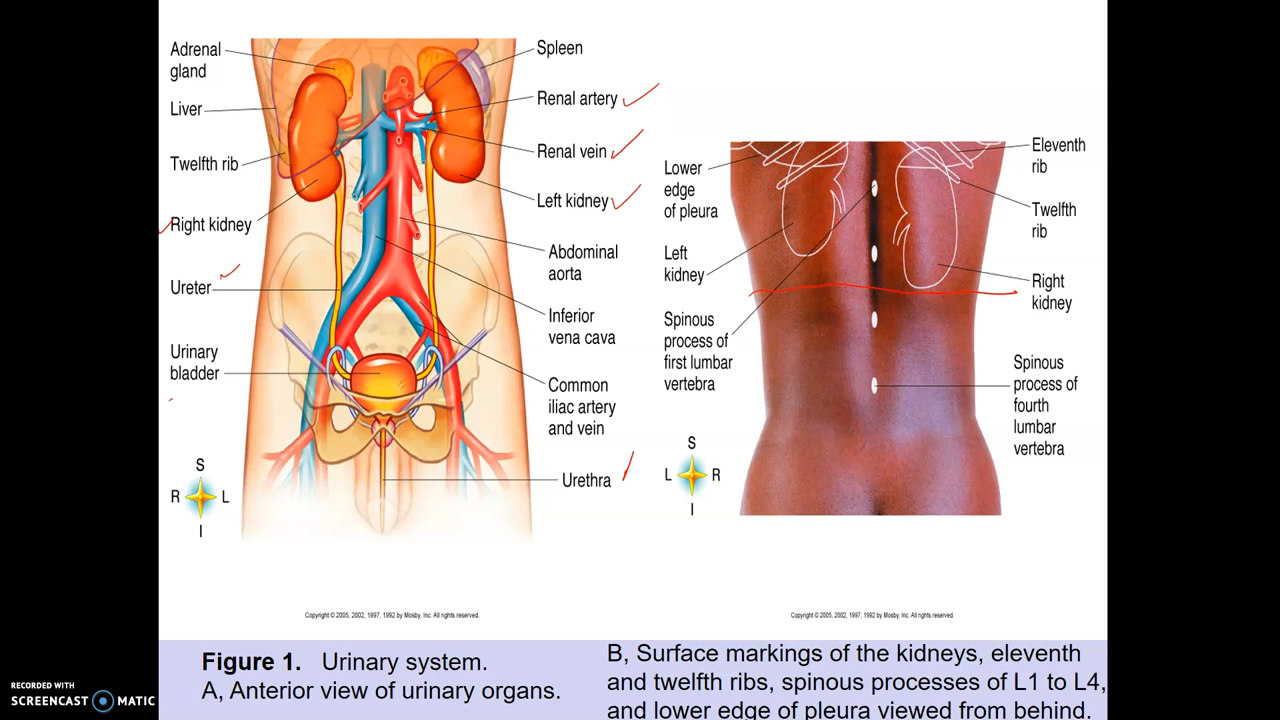 Adrenal
gland
Liver
Twelfth rib
Right kidney
Ureter
Urinary
bladder
Spleen
Renal artery
Renal vein
Left kidney
Abdominal
aorta
Inferior
vena cava
Common
iliac artery
and vein
Urethra
S
R L
I
Copyright © 2005, 2002, 1997, 1992 by Mosby, Inc. All rights reserved.
Lower
edge
of pleura
Left
kidney
Spinous
process of
first lumbar
vertebra
Eleventh
rib
Twelfth
rib
Right
kidney
Spinous
process of
fourth
lumbar
vertebra
S
L R
I
Copyright © 2005, 2002, 1997, 1992 by Mosby, Inc. All rights reserved.
Figure 1. Urinary system.
A, Anterior view of urinary organs.
B, Surface markings of the kidneys, eleventh
and twelfth ribs, spinous processes of L1 to L4,
and lower edge of pleura viewed from behind.
RECORDED WITH
SCREENCAST MATIC